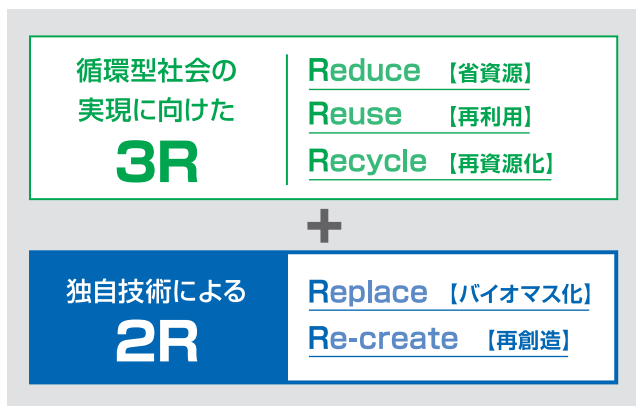 循環型社会の
実現に向けた
3R
Reduce 【省資源】
Reuse 【再利用】
Recycle 【再資源化】
+
独自技術による
2R
Replace 【バイオマス化】
Re-create 【再創造】